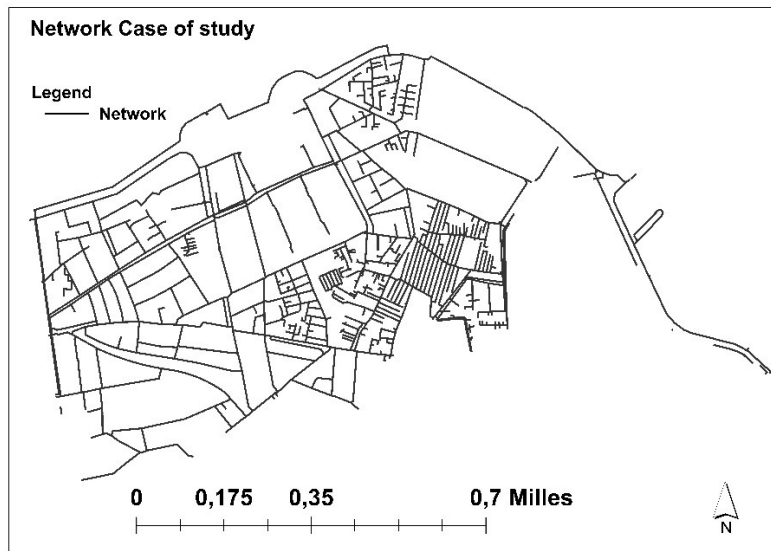 Network Case of study
Legend
Network
0 0,175 0,35 0,7 Milles
N